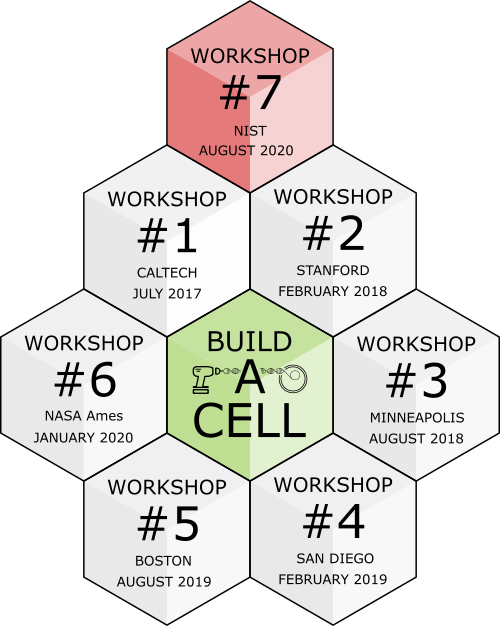 WORKSHOP
#7
NIST
AUGUST 2020
WORKSHOP
#1
CALTECH
JULY 2017
WORKSHOP
#2
STANFORD
FEBRUARY 2018
WORKSHOP
#6
NASA Ames
JANUARY 2020
BUILD
A
CELL
WORKSHOP
#3
MINNEAPOLIS
AUGUST 2018
WORKSHOP
#5
BOSTON
AUGUST 2019
WORKSHOP
#4
SAN DIEGO
FEBRUARY 2019